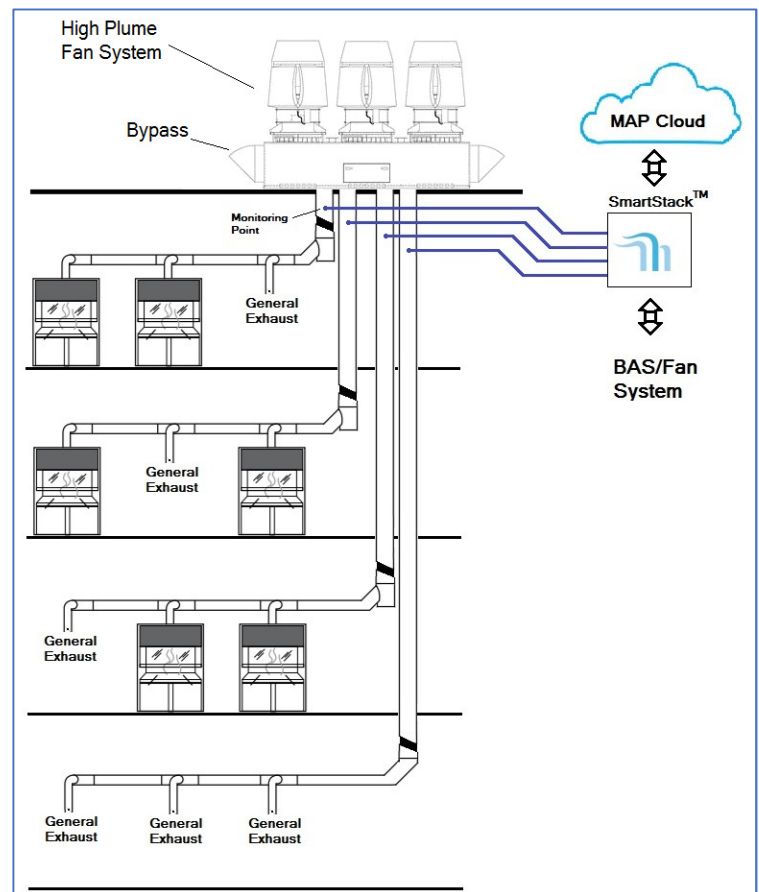 High Plume
Fan System
Bypass
MAP Cloud
SmartStack™
Monitoring
Point
General
Exhaust
BAS/Fan
System
General
Exhaust
General
Exhaust
General
Exhaust
General
Exhaust
General
Exhaust